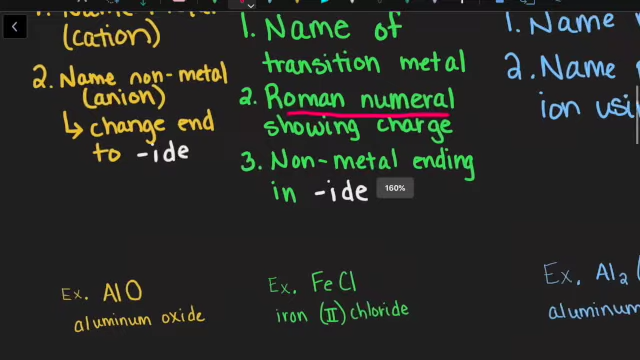 (cation)
2. Name non-metal
(anion)
↳ change end
to -ide
1. Name of
transition metal
2. Roman numeral
showing charge
3. Non-metal ending
in -ide
160%
1. Name
2. Name
ion
Ex. AlO
aluminum oxide
Ex. FeCl
iron (II) chloride
Ex. Al2
aluminum